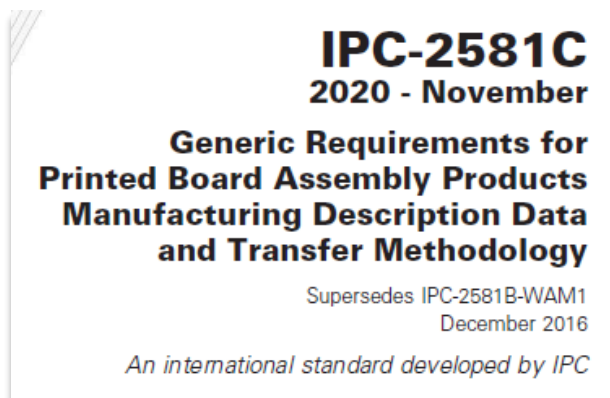 IPC-2581C
2020 - November
Generic Requirements for
Printed Board Assembly Products
Manufacturing Description Data
and Transfer Methodology
Supersedes IPC-2581B-WAM1
December 2016
An international standard developed by IPC